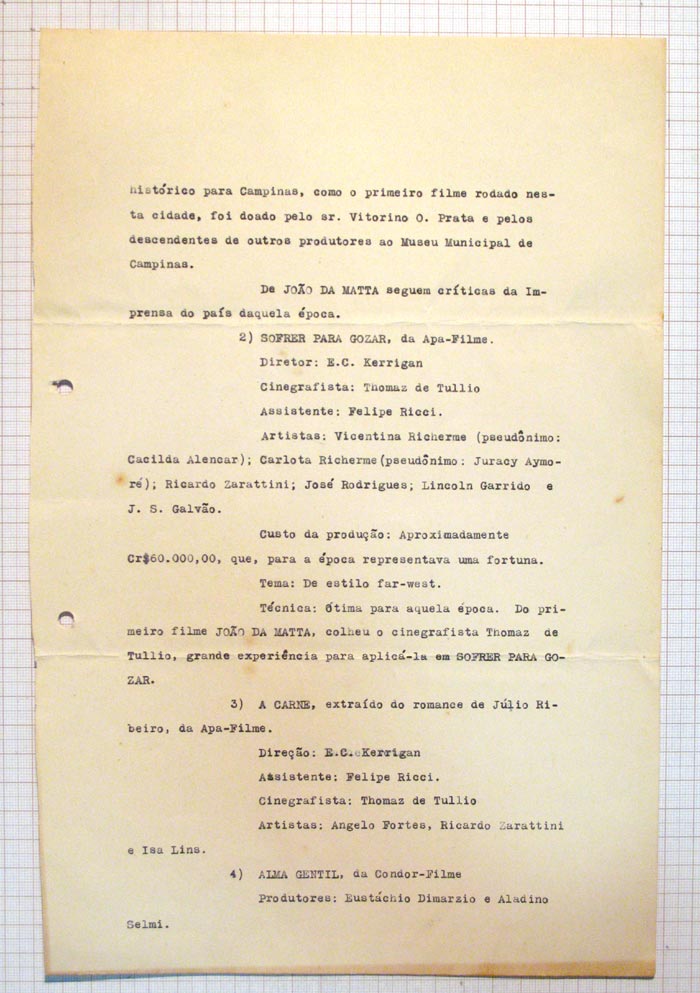 histórico para Campinas, como o primeiro filme rodado nes-
ta cidade, foi doado pelo sr. Vitorino O. Prata e pelos
descendentes de outros produtores ao Museu Municipal de
Campinas.
De JOÃO DA MATTA seguem críticas da Im-
prensa do país daquela época.
2) SOFRER PARA GOZAR, da Apa-Filme.
Diretor: E.C. Kerrigan
Cinegrafista: Thomaz de Tullio
Assistente: Felipe Ricci.
Artistas: Vicentina Richerme (pseudônimo:
Cacilda Alencar); Carlota Richerme(pseudônimo: Juracy Aymo-
ré); Ricardo Zarattini; José Rodrigues; Lincoln Garrido e
J. S. Galvão.
Custo da produção: Aproximadamente
Cr$60.000,00, que, para a época representava uma fortuna.
Tema: De estilo far-west.
Técnica: Ótima para aquela época. Do pri-
meiro filme JOÃO DA MATTA, colheu o cinegrafista Thomaz de
Tullio, grande experiência para aplicá-la em SOFRER PARA GO-
ZAR.
3) A CARNE, extraído do romance de Júlio Ri-
beiro, da Apa-Filme.
Direção: E.C. Kerrigan
Assistente: Felipe Ricci.
Cinegrafista: Thomaz de Tullio
Artistas: Angelo Fortes, Ricardo Zarattini
e Isa Lins.
4) ALMA GENTIL, da Condor-Filme
Produtores: Eustáchio Dimarzio e Aladino
Selmi.